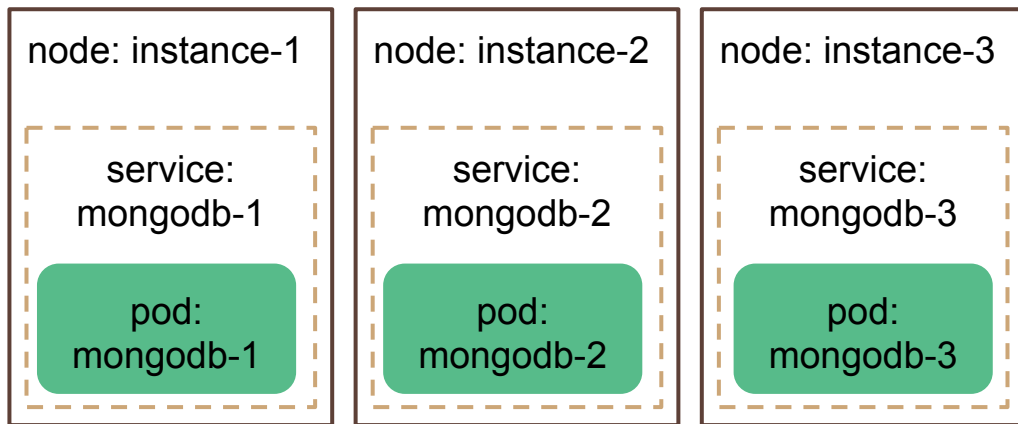 node: instance-1
service:
mongodb-1
pod:
mongodb-1
node: instance-2
service:
mongodb-2
pod:
mongodb-2
node: instance-3
service:
mongodb-3
pod:
mongodb-3